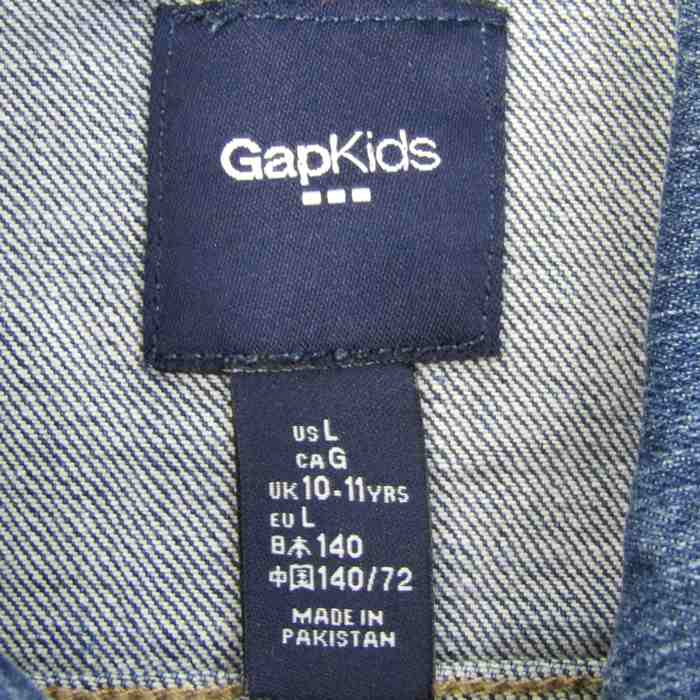 GapKids
US L
CA G
UK 10-11 YRS
EU L
日本 140
中国 140/72
MADE IN
PAKISTAN